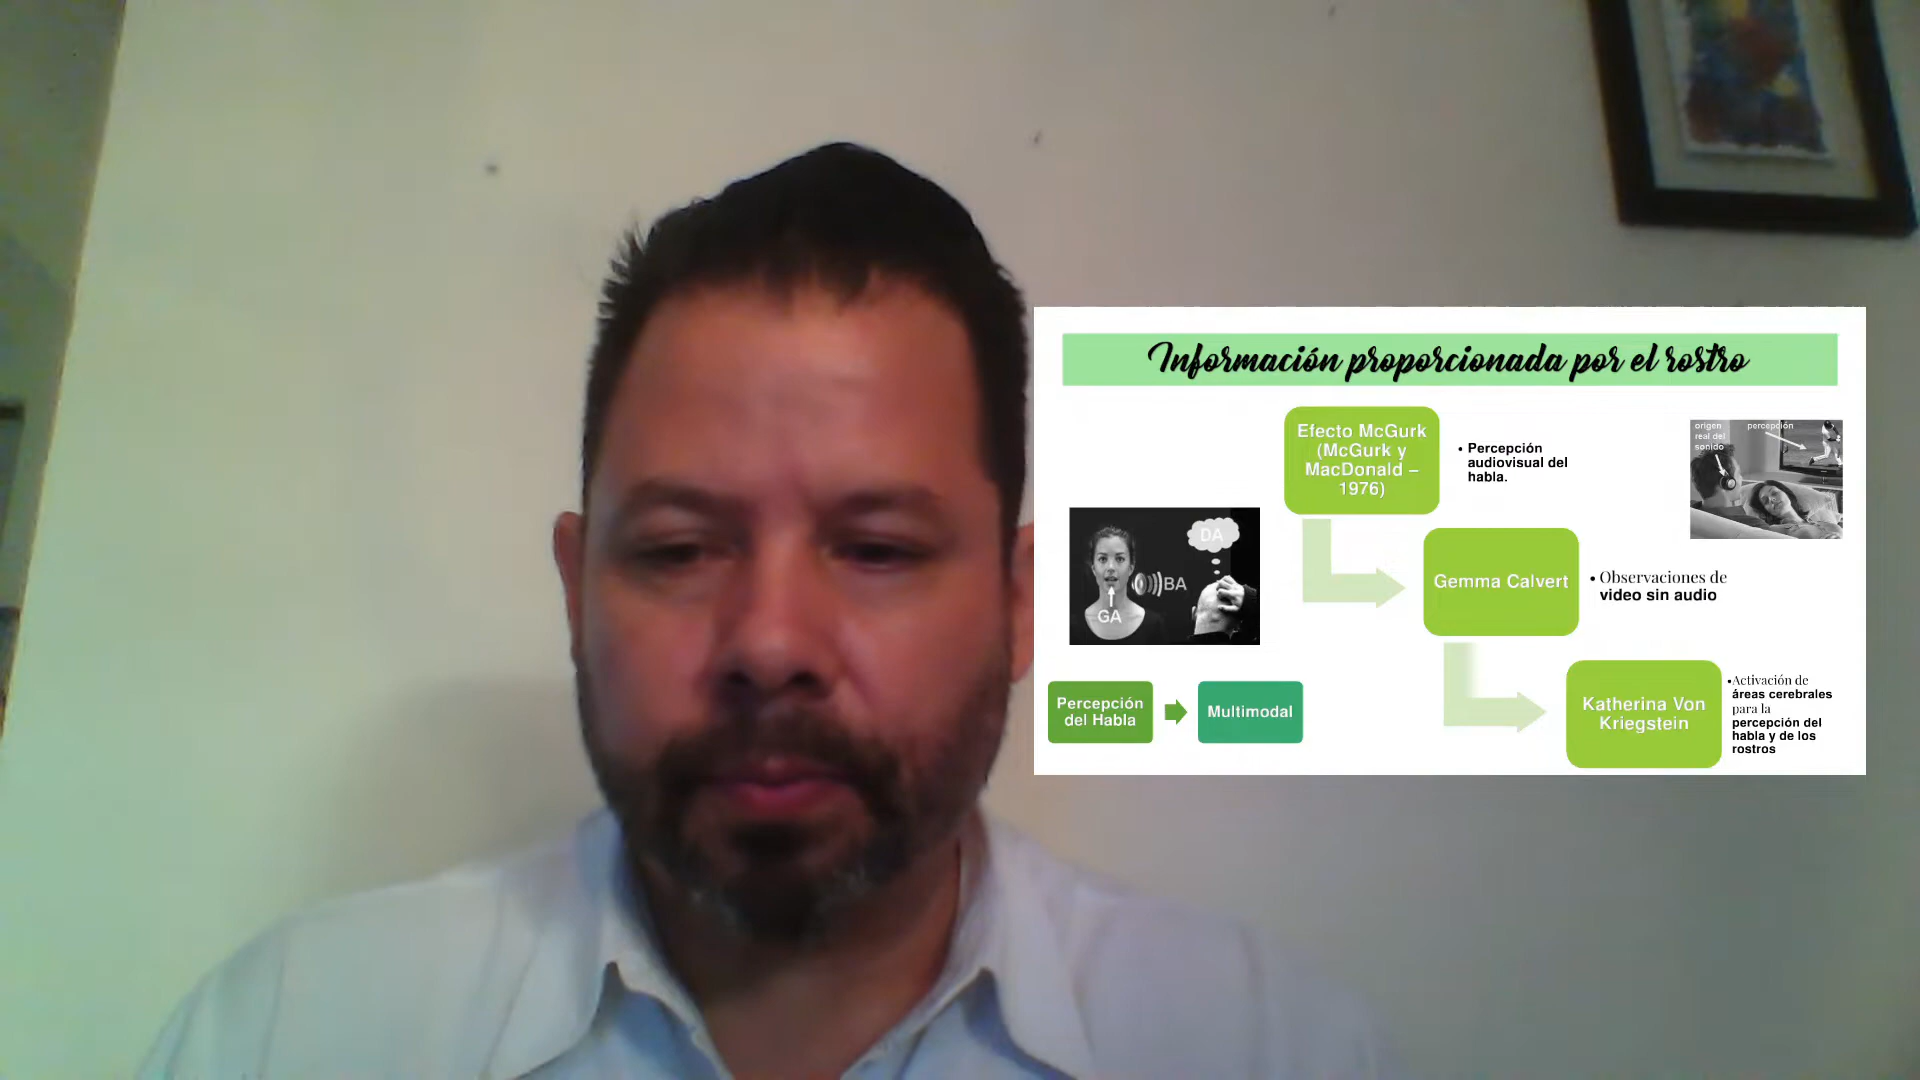 Información proporcionada por el rostro
Efecto McGurk
(McGurk y
MacDonald –
1976)
• Percepción
audiovisual del
habla.
origen
real del
sonido
percepción
DA
BA
GA
Gemma Calvert
• Observaciones de
video sin audio
Percepción
del Habla
Multimodal
Katherina Von
Kriegstein
•Activación de
áreas cerebrales
para la
percepción del
habla y de los
rostros